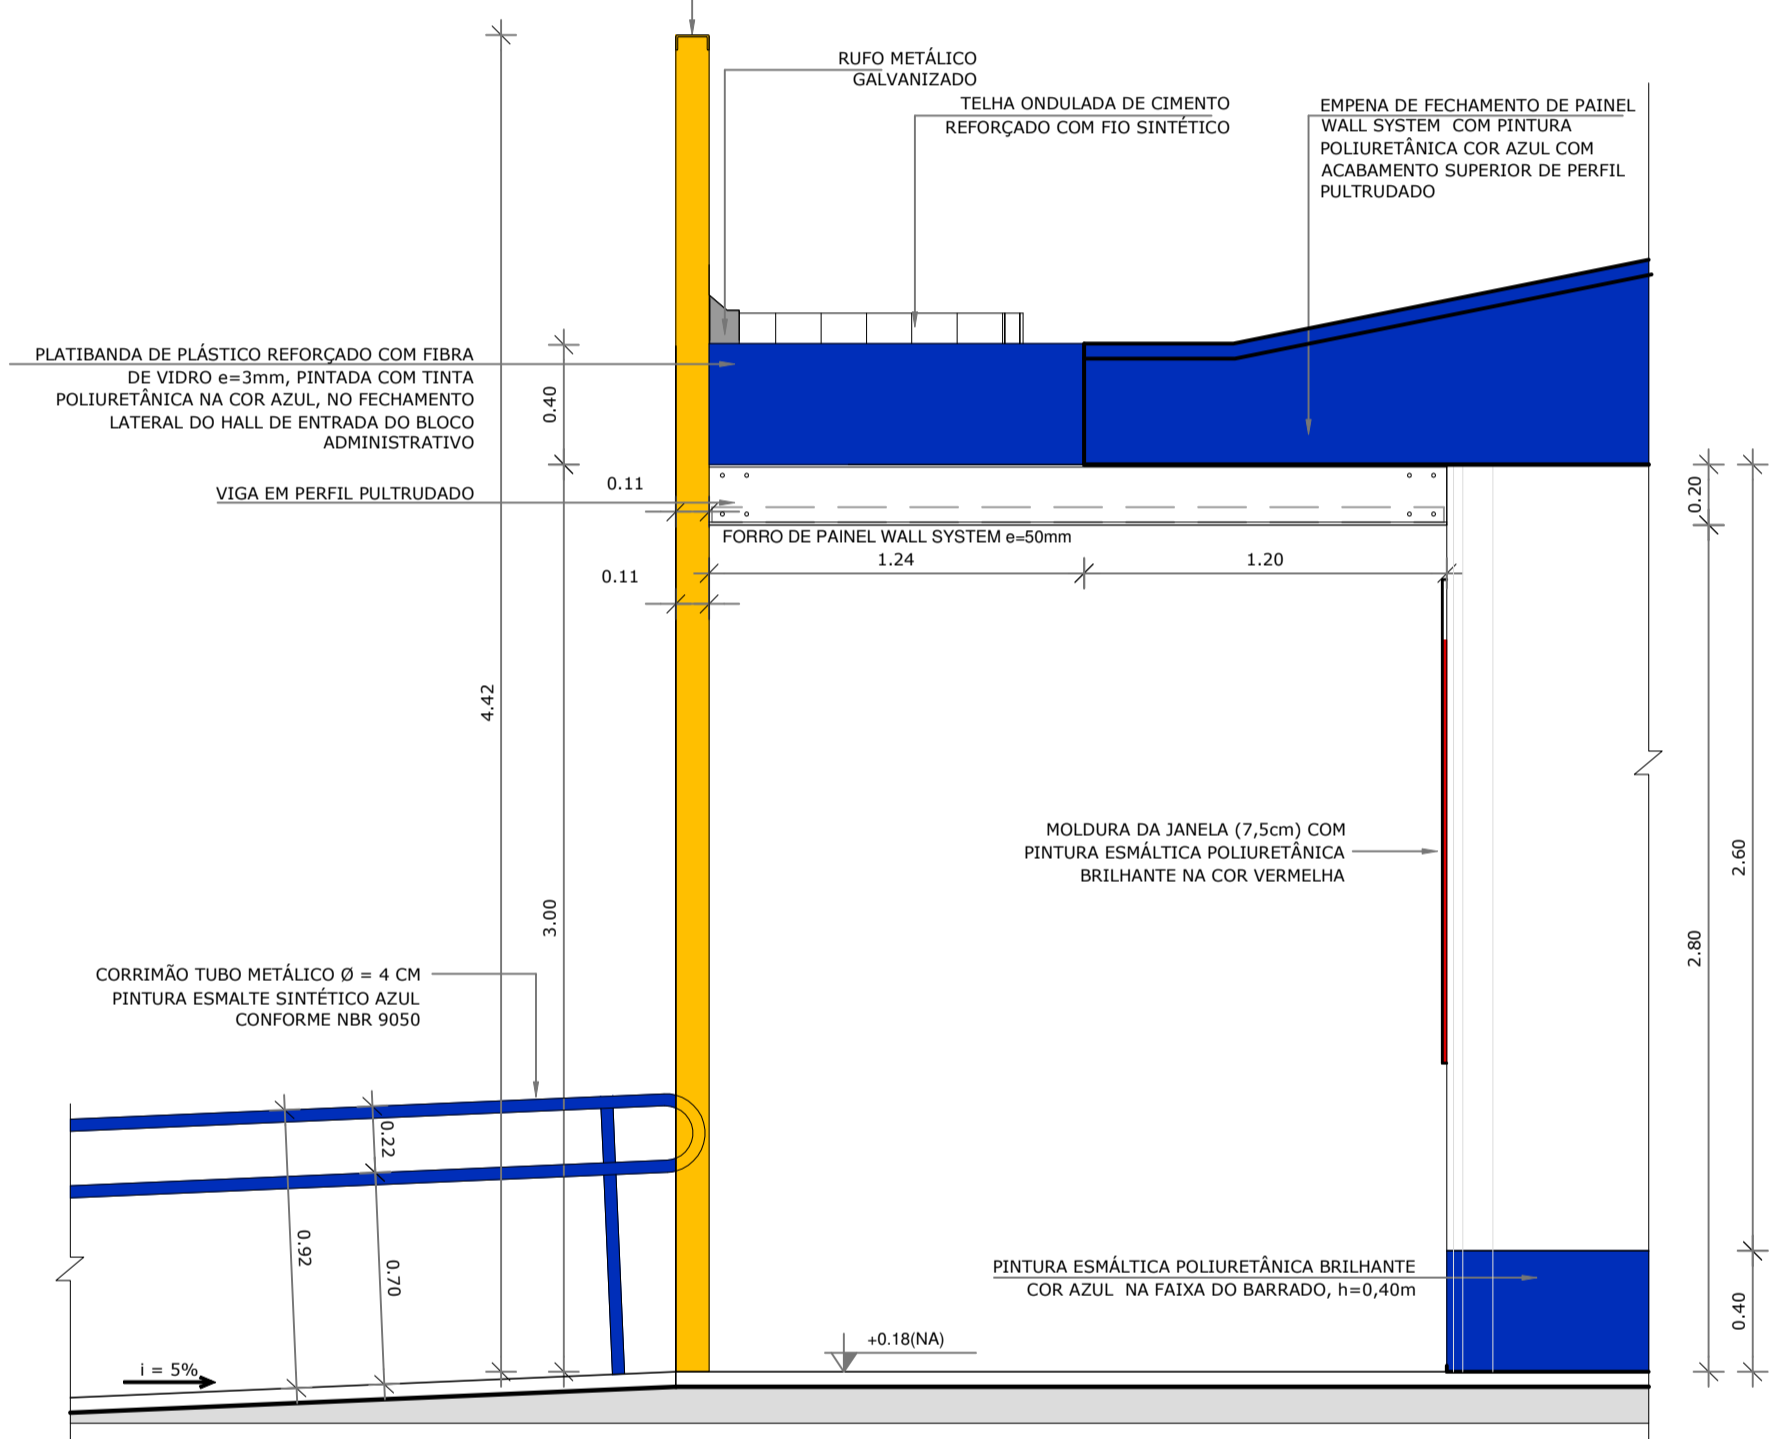 RUFO METÁLICO
GALVANIZADO
TELHA ONDULADA DE CIMENTO
REFORÇADO COM FIO SINTÉTICO
EMPENA DE FECHAMENTO DE PAINEL
WALL SYSTEM COM PINTURA
POLIURETÂNICA COR AZUL COM
ACABAMENTO SUPERIOR DE PERFIL
PULTRUDADO
PLATIBANDA DE PLÁSTICO REFORÇADO COM FIBRA
DE VIDRO e=3mm, PINTADA COM TINTA
POLIURETÂNICA NA COR AZUL, NO FECHAMENTO
LATERAL DO HALL DE ENTRADA DO BLOCO
ADMINISTRATIVO
0.40
VIGA EM PERFIL PULTRUDADO
0.11
0.20
FORRO DE PAINEL WALL SYSTEM e=50mm
1.24
1.20
0.11
4.42
MOLDURA DA JANELA (7,5cm) COM
PINTURA ESMÁLTICA POLIURETÂNICA
BRILHANTE NA COR VERMELHA
2.60
3.00
2.80
CORRIMÃO TUBO METÁLICO Ø = 4 CM
PINTURA ESMALTE SINTÉTICO AZUL
CONFORME NBR 9050
0.22
0.92
0.70
PINTURA ESMÁLTICA POLIURETÂNICA BRILHANTE
COR AZUL NA FAIXA DO BARRADO, h=0,40m
0.40
+0.18(NA)
i = 5%